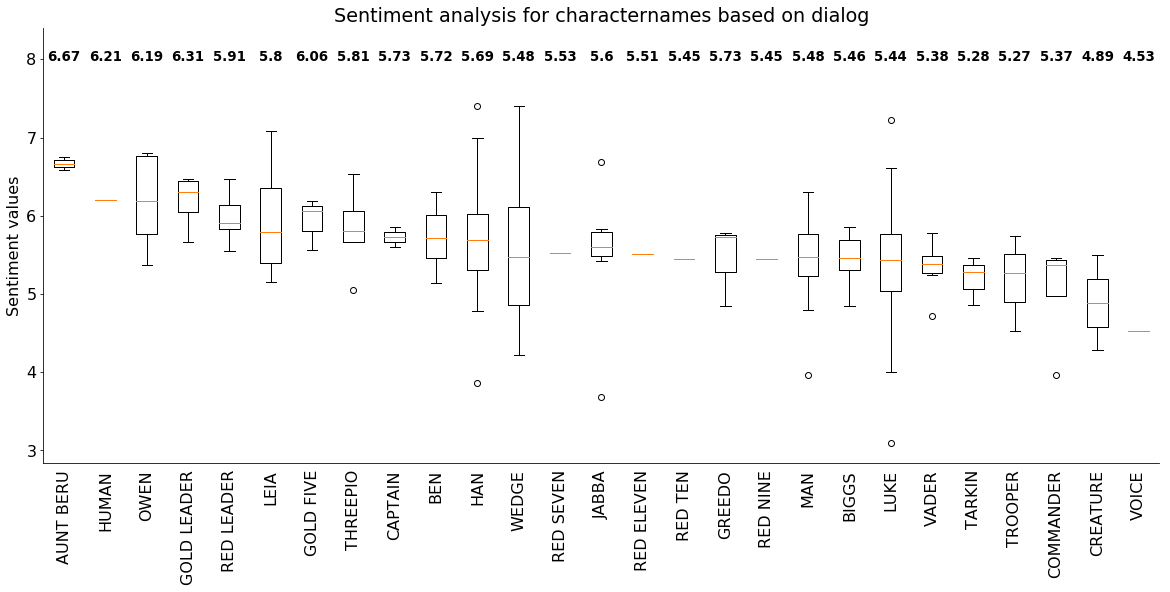 Sentiment analysis for characternames based on dialog
8
6.67 6.21 6.19 6.31 5.91 5.8 6.06 5.81 5.73 5.72 5.69 5.48 5.53 5.6 5.51 5.45 5.73 5.45 5.48 5.46 5.44 5.38 5.28 5.27 5.37 4.89 4.53
7
6
5
4
3
Sentiment values
AUNT BERU
HUMAN
OWEN
GOLD LEADER
RED LEADER
LEIA
GOLD FIVE
THREEPIO
CAPTAIN
BEN
HAN
WEDGE
RED SEVEN
JABBA
RED ELEVEN
RED TEN
GREEDO
RED NINE
MAN
BIGGS
LUKE
VADER
TARKIN
TROOPER
COMMANDER
CREATURE
VOICE